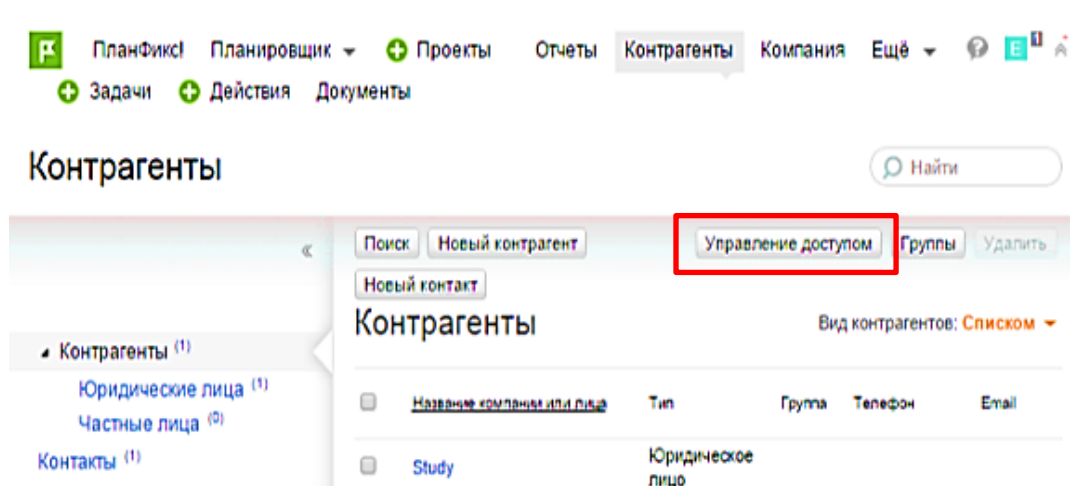 ПланФикс! Планировщик Проекты Отчеты Контрагенты Компания Ещё ? E 1
Задачи Действия Документы
Контрагенты
Найти
« Поиск Новый контрагент Управление доступом Группы Удалить
Новый контакт
Контрагенты
Вид контрагентов: Списком
Контрагенты (1)
Юридические лица (1)
Частные лица (0)
Контакты (1)
Название компании или лица Тип Группа Телефон Email
Study Юридическое
лицо